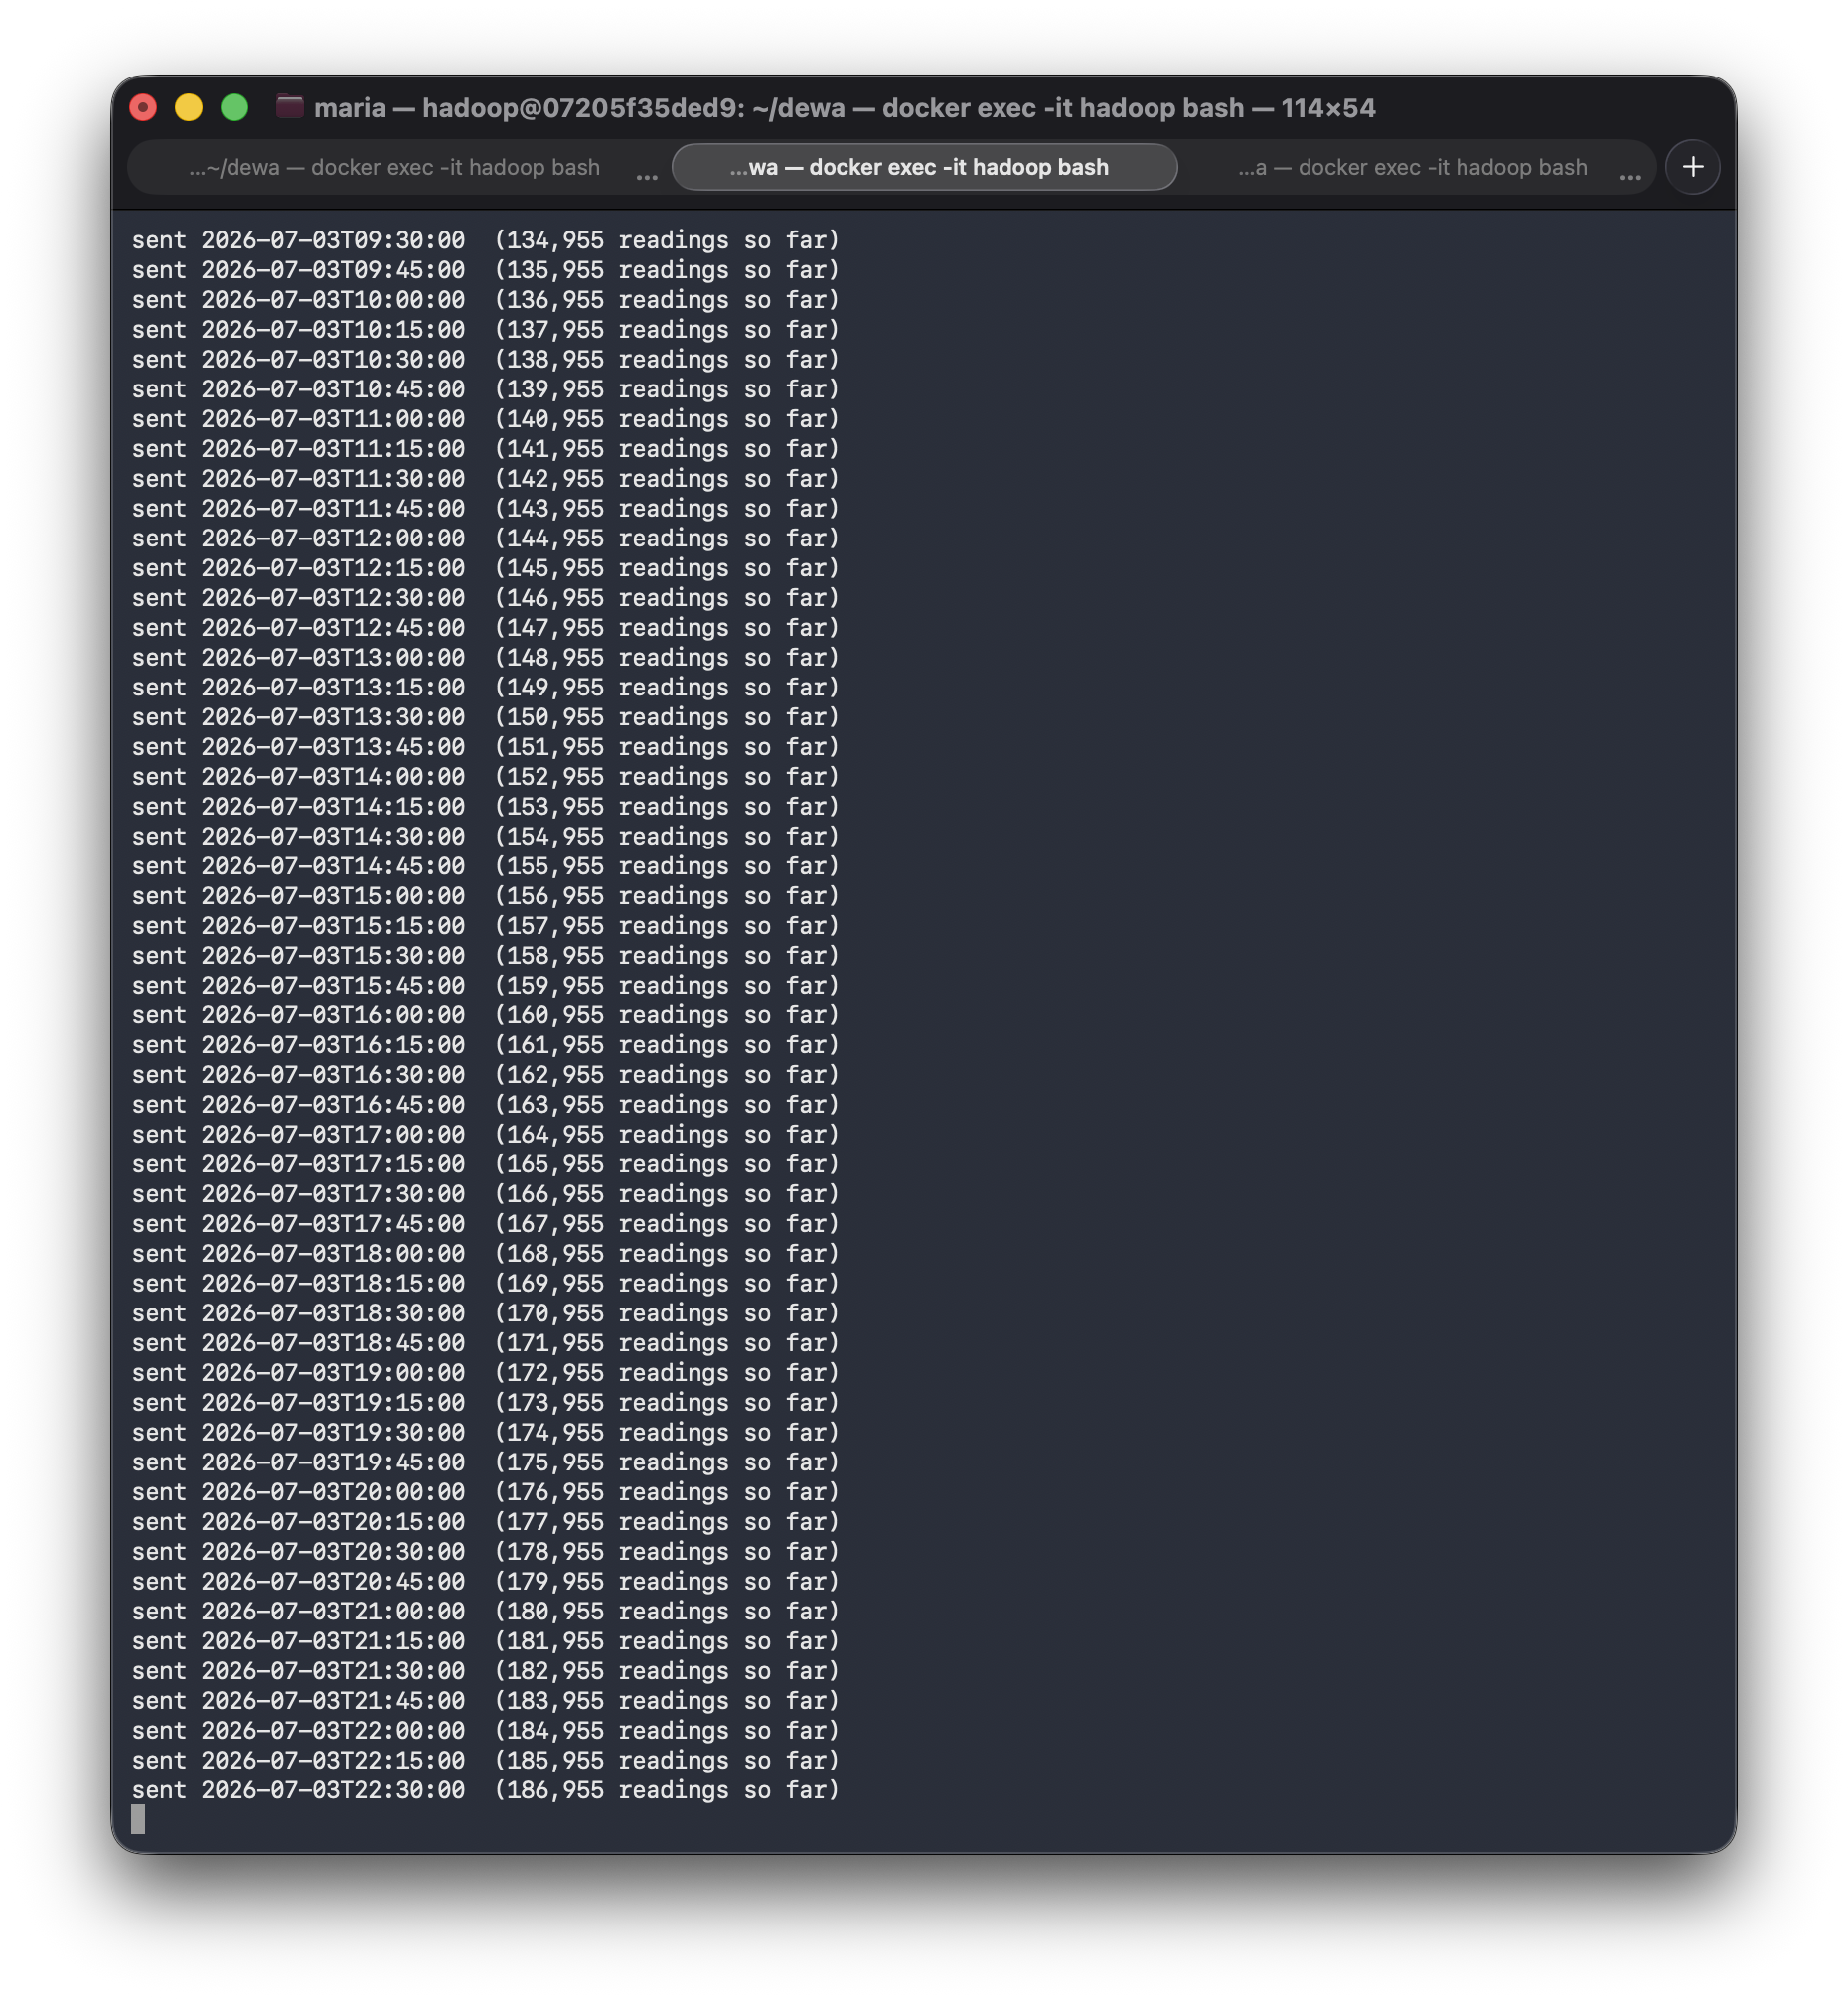 maria — hadoop@07205f35ded9: ~/dewa — docker exec -it hadoop bash — 114×54
...~/dewa — docker exec -it hadoop bash ... ...wa — docker exec -it hadoop bash ...a — docker exec -it hadoop bash ... +
sent 2026-07-03T09:30:00  (134,955 readings so far)
sent 2026-07-03T09:45:00  (135,955 readings so far)
sent 2026-07-03T10:00:00  (136,955 readings so far)
sent 2026-07-03T10:15:00  (137,955 readings so far)
sent 2026-07-03T10:30:00  (138,955 readings so far)
sent 2026-07-03T10:45:00  (139,955 readings so far)
sent 2026-07-03T11:00:00  (140,955 readings so far)
sent 2026-07-03T11:15:00  (141,955 readings so far)
sent 2026-07-03T11:30:00  (142,955 readings so far)
sent 2026-07-03T11:45:00  (143,955 readings so far)
sent 2026-07-03T12:00:00  (144,955 readings so far)
sent 2026-07-03T12:15:00  (145,955 readings so far)
sent 2026-07-03T12:30:00  (146,955 readings so far)
sent 2026-07-03T12:45:00  (147,955 readings so far)
sent 2026-07-03T13:00:00  (148,955 readings so far)
sent 2026-07-03T13:15:00  (149,955 readings so far)
sent 2026-07-03T13:30:00  (150,955 readings so far)
sent 2026-07-03T13:45:00  (151,955 readings so far)
sent 2026-07-03T14:00:00  (152,955 readings so far)
sent 2026-07-03T14:15:00  (153,955 readings so far)
sent 2026-07-03T14:30:00  (154,955 readings so far)
sent 2026-07-03T14:45:00  (155,955 readings so far)
sent 2026-07-03T15:00:00  (156,955 readings so far)
sent 2026-07-03T15:15:00  (157,955 readings so far)
sent 2026-07-03T15:30:00  (158,955 readings so far)
sent 2026-07-03T15:45:00  (159,955 readings so far)
sent 2026-07-03T16:00:00  (160,955 readings so far)
sent 2026-07-03T16:15:00  (161,955 readings so far)
sent 2026-07-03T16:30:00  (162,955 readings so far)
sent 2026-07-03T16:45:00  (163,955 readings so far)
sent 2026-07-03T17:00:00  (164,955 readings so far)
sent 2026-07-03T17:15:00  (165,955 readings so far)
sent 2026-07-03T17:30:00  (166,955 readings so far)
sent 2026-07-03T17:45:00  (167,955 readings so far)
sent 2026-07-03T18:00:00  (168,955 readings so far)
sent 2026-07-03T18:15:00  (169,955 readings so far)
sent 2026-07-03T18:30:00  (170,955 readings so far)
sent 2026-07-03T18:45:00  (171,955 readings so far)
sent 2026-07-03T19:00:00  (172,955 readings so far)
sent 2026-07-03T19:15:00  (173,955 readings so far)
sent 2026-07-03T19:30:00  (174,955 readings so far)
sent 2026-07-03T19:45:00  (175,955 readings so far)
sent 2026-07-03T20:00:00  (176,955 readings so far)
sent 2026-07-03T20:15:00  (177,955 readings so far)
sent 2026-07-03T20:30:00  (178,955 readings so far)
sent 2026-07-03T20:45:00  (179,955 readings so far)
sent 2026-07-03T21:00:00  (180,955 readings so far)
sent 2026-07-03T21:15:00  (181,955 readings so far)
sent 2026-07-03T21:30:00  (182,955 readings so far)
sent 2026-07-03T21:45:00  (183,955 readings so far)
sent 2026-07-03T22:00:00  (184,955 readings so far)
sent 2026-07-03T22:15:00  (185,955 readings so far)
sent 2026-07-03T22:30:00  (186,955 readings so far)